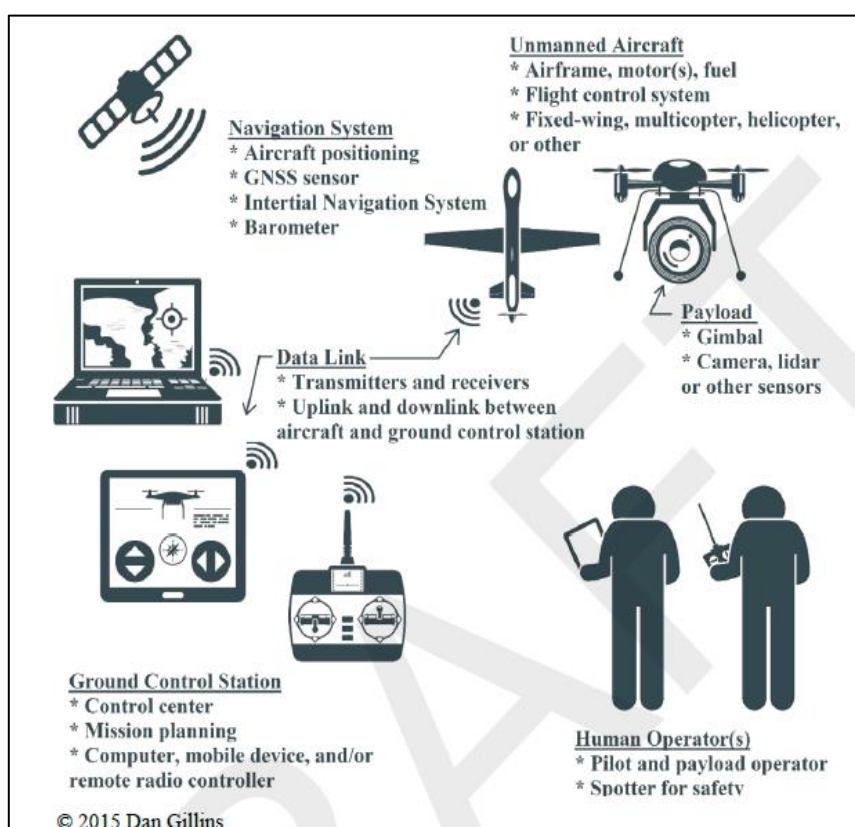 Unmanned Aircraft
* Airframe, motor(s), fuel
* Flight control system
* Fixed-wing, multicopter, helicopter,
or other
Navigation System
* Aircraft positioning
* GNSS sensor
* Intertial Navigation System
* Barometer
Payload
* Gimbal
* Camera, lidar
or other sensors
Data Link
* Transmitters and receivers
* Uplink and downlink between
aircraft and ground control station
Ground Control Station
* Control center
* Mission planning
* Computer, mobile device, and/or
remote radio controller
Human Operator(s)
* Pilot and payload operator
* Spotter for safety
© 2015 Dan Gillins